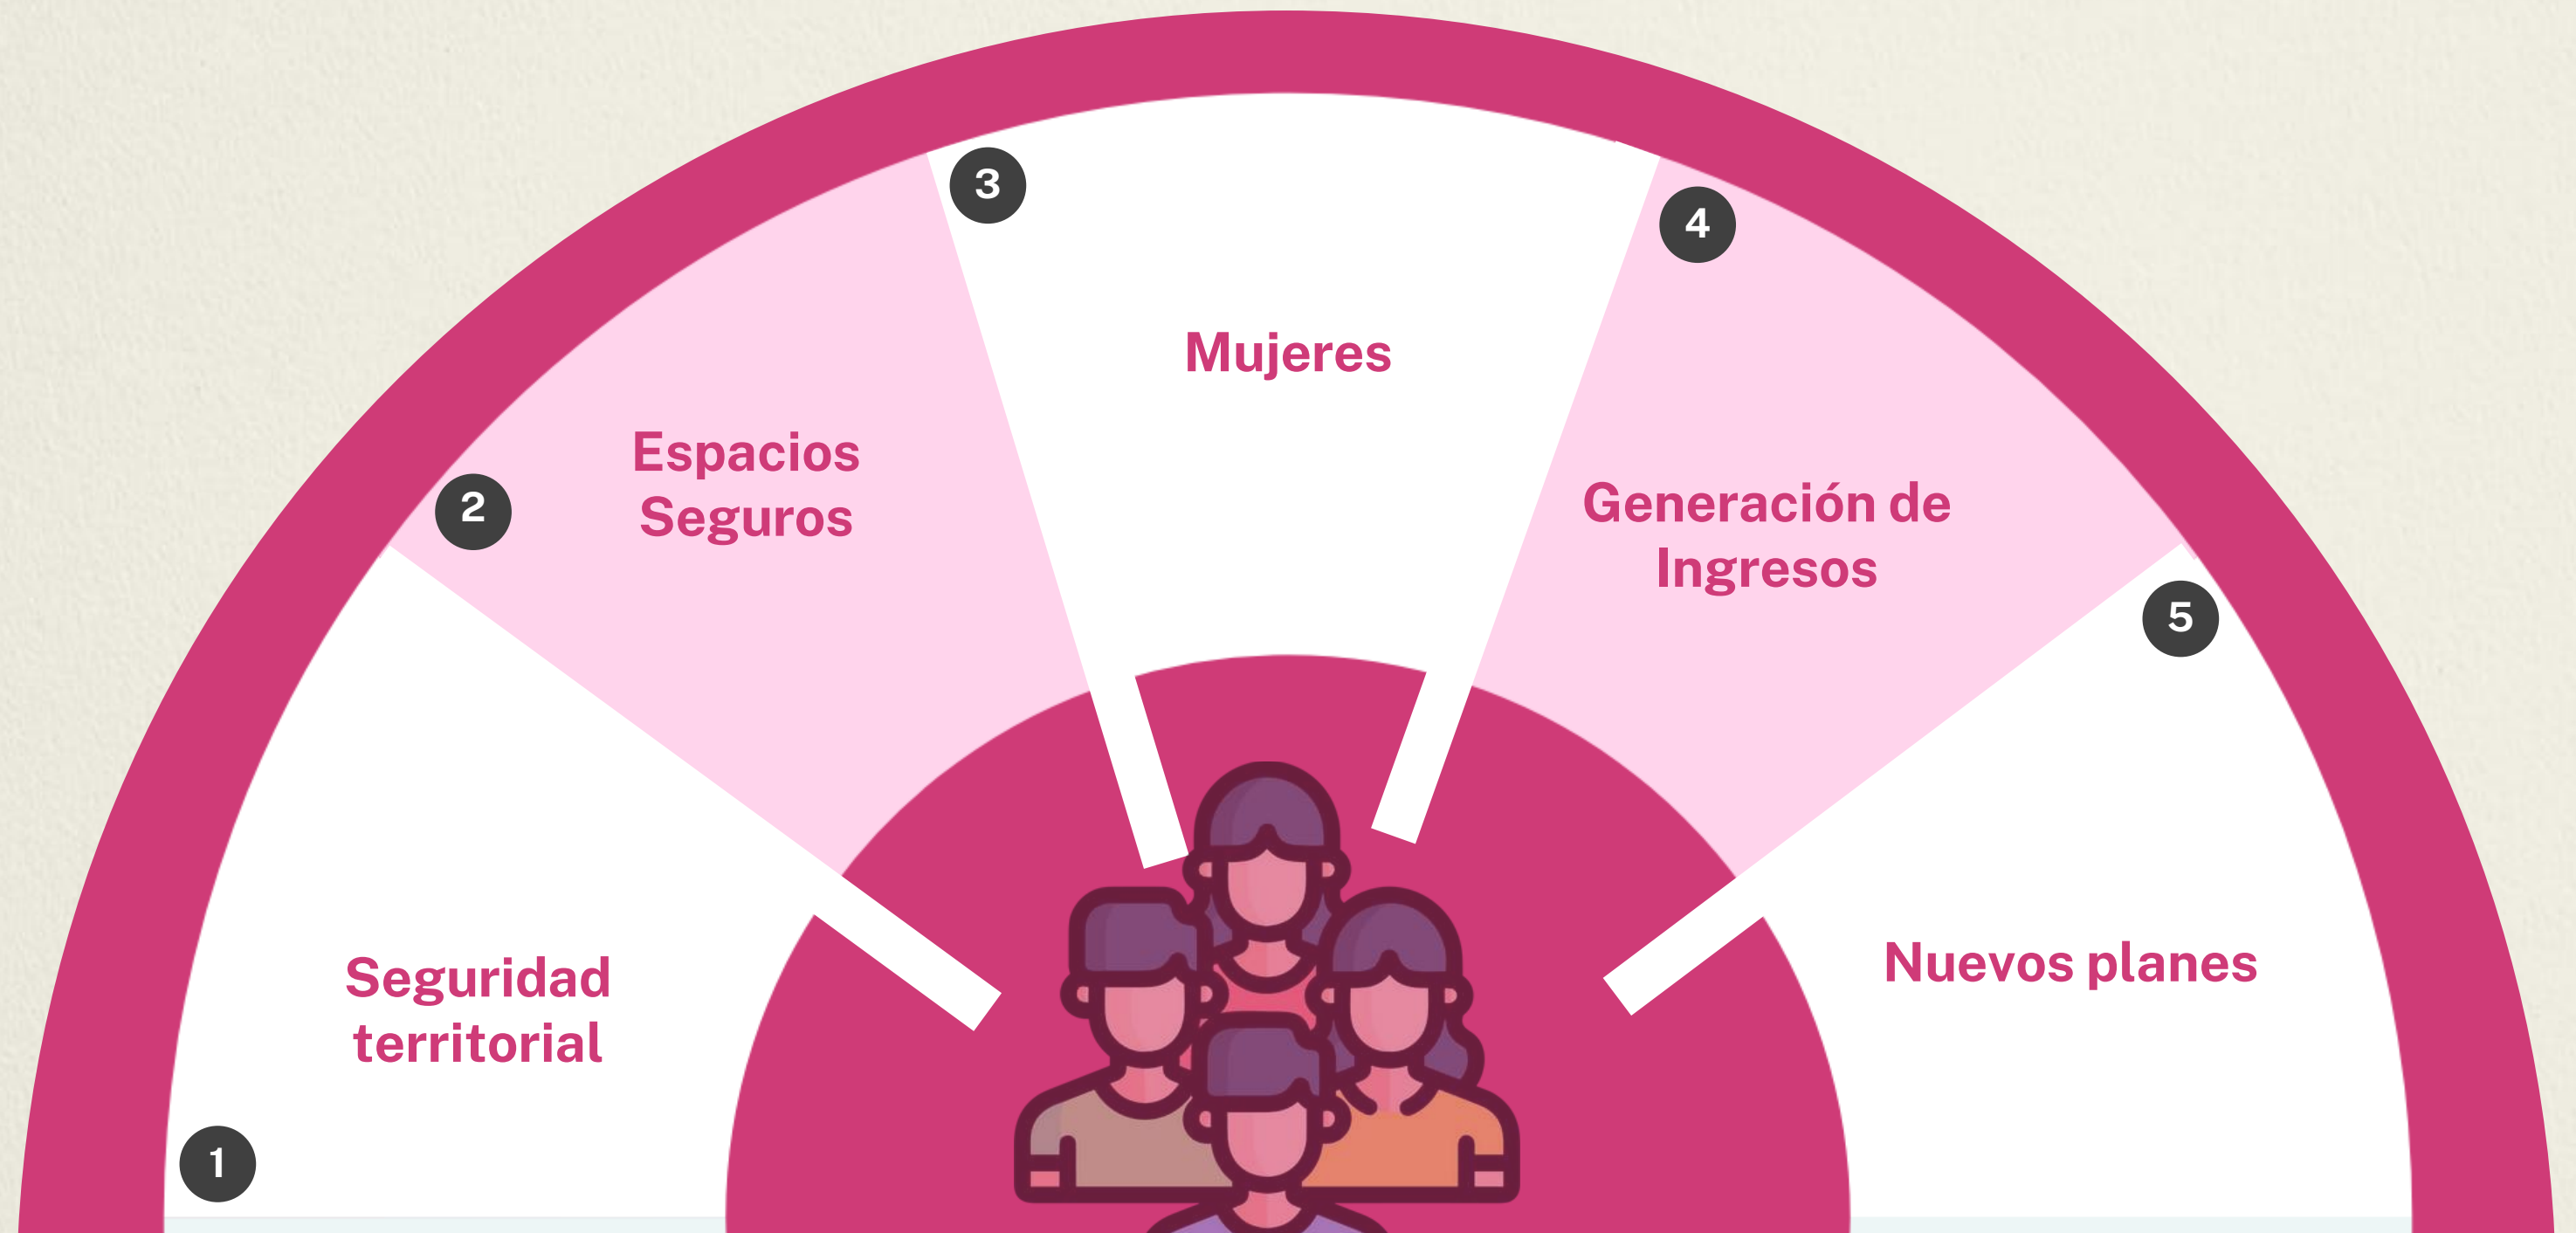 1
Seguridad
territorial
2
Espacios
Seguros
3
Mujeres
4
Generación de
Ingresos
5
Nuevos planes